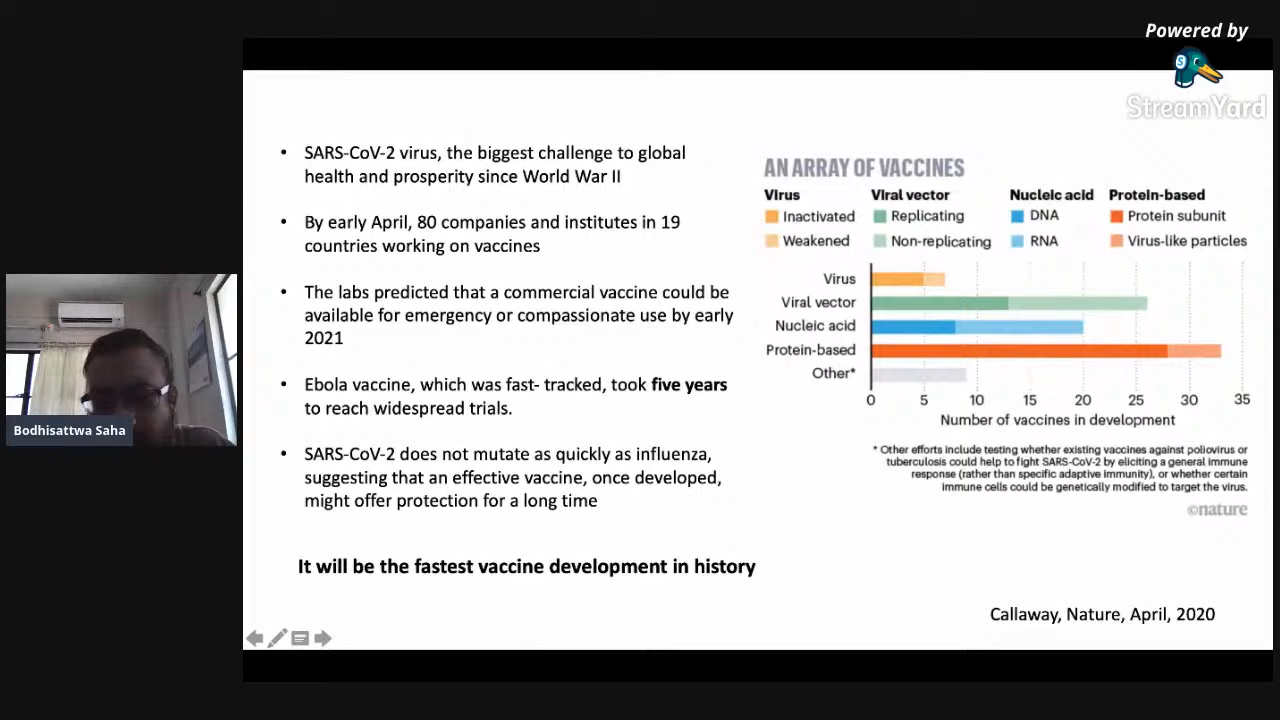 Powered by
StreamYard
• SARS-CoV-2 virus, the biggest challenge to global
health and prosperity since World War II
• By early April, 80 companies and institutes in 19
countries working on vaccines
• The labs predicted that a commercial vaccine could be
available for emergency or compassionate use by early
2021
• Ebola vaccine, which was fast- tracked, took five years
to reach widespread trials.
• SARS-CoV-2 does not mutate as quickly as influenza,
suggesting that an effective vaccine, once developed,
might offer protection for a long time
It will be the fastest vaccine development in history
AN ARRAY OF VACCINES
Virus Viral vector Nucleic acid Protein-based
Inactivated Replicating DNA Protein subunit
Weakened Non-replicating RNA Virus-like particles
Virus
Viral vector
Nucleic acid
Protein-based
Other*
0 5 10 15 20 25 30 35
Number of vaccines in development
* Other efforts include testing whether existing vaccines against poliovirus or
tuberculosis could help to fight SARS-CoV-2 by eliciting a general immune
response (rather than specific adaptive immunity), or whether certain
immune cells could be genetically modified to target the virus.
©nature
Callaway, Nature, April, 2020
Bodhisattwa Saha